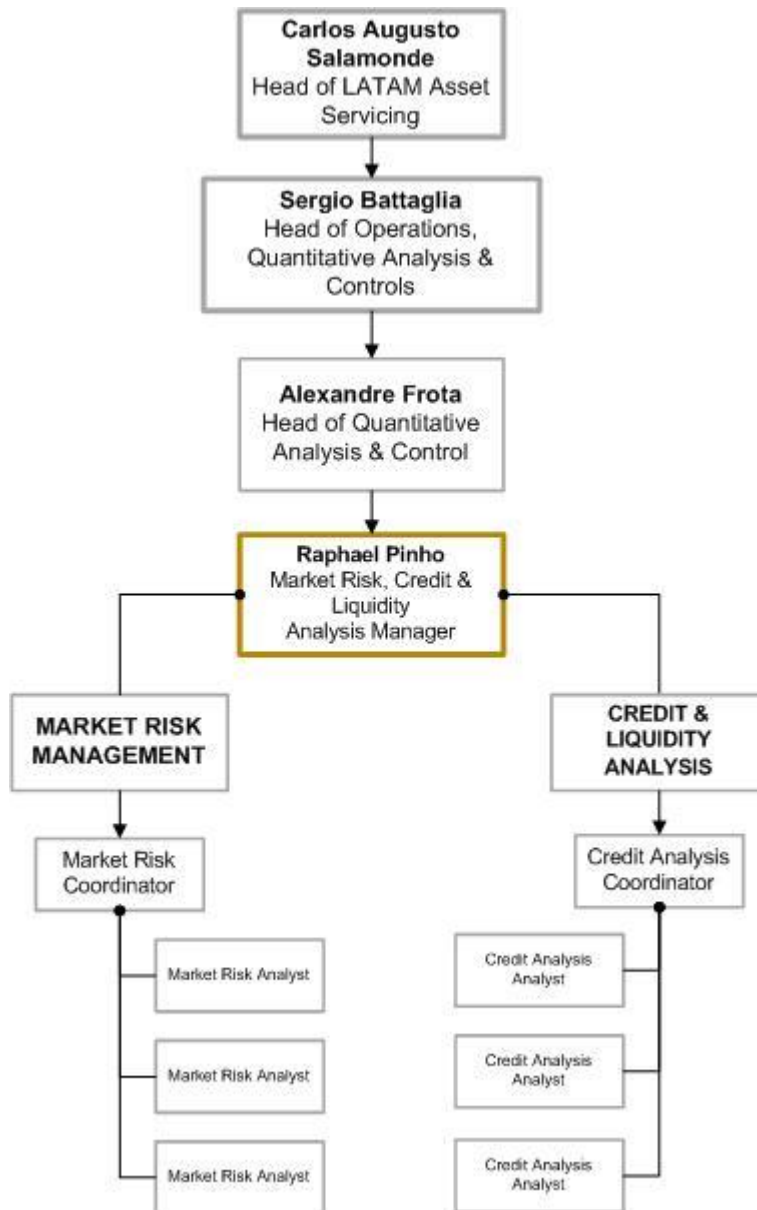 Carlos Augusto
Salamonde
Head of LATAM Asset
Servicing
Sergio Battaglia
Head of Operations,
Quantitative Analysis &
Controls
Alexandre Frota
Head of Quantitative
Analysis & Control
Raphael Pinho
Market Risk, Credit &
Liquidity
Analysis Manager
MARKET RISK
MANAGEMENT
CREDIT &
LIQUIDITY
ANALYSIS
Market Risk
Coordinator
Credit Analysis
Coordinator
Market Risk Analyst
Credit Analysis
Analyst
Market Risk Analyst
Credit Analysis
Analyst
Market Risk Analyst
Credit Analysis
Analyst